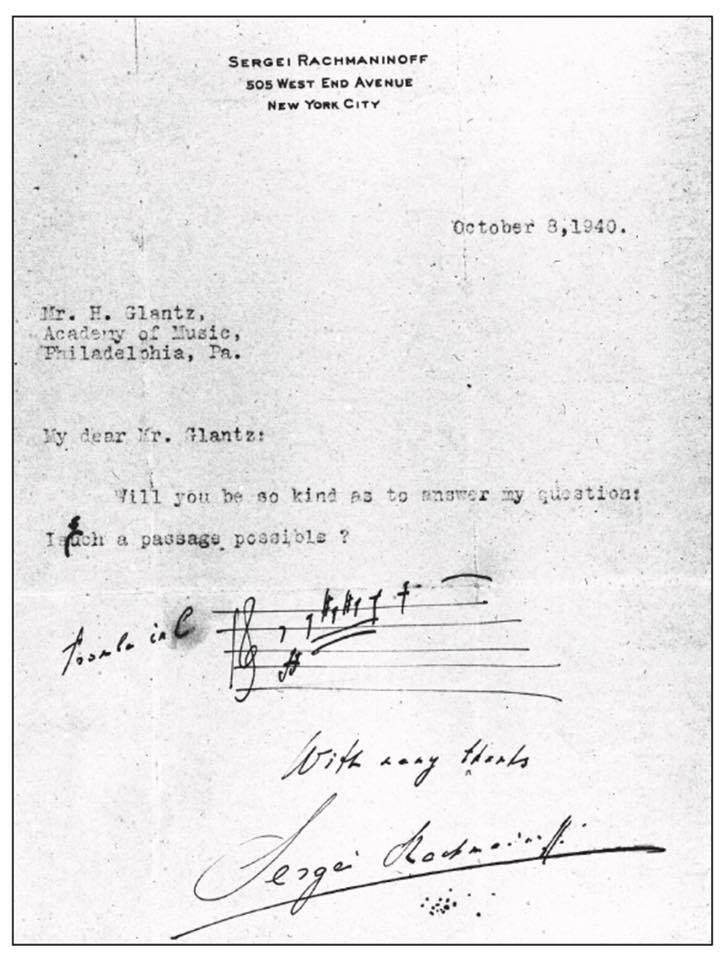 SERGEI RACHMANINOFF
505 WEST END AVENUE
NEW YORK CITY
October 8,1940.
Mr. H. Glantz,
Academy of Music,
Philadelphia, Pa.
My dear Mr. Glantz:
Will you be so kind as to answer my question:
Is such a passage possible ?
Tromba in C
With many thanks
Sergei Rachmaninoff